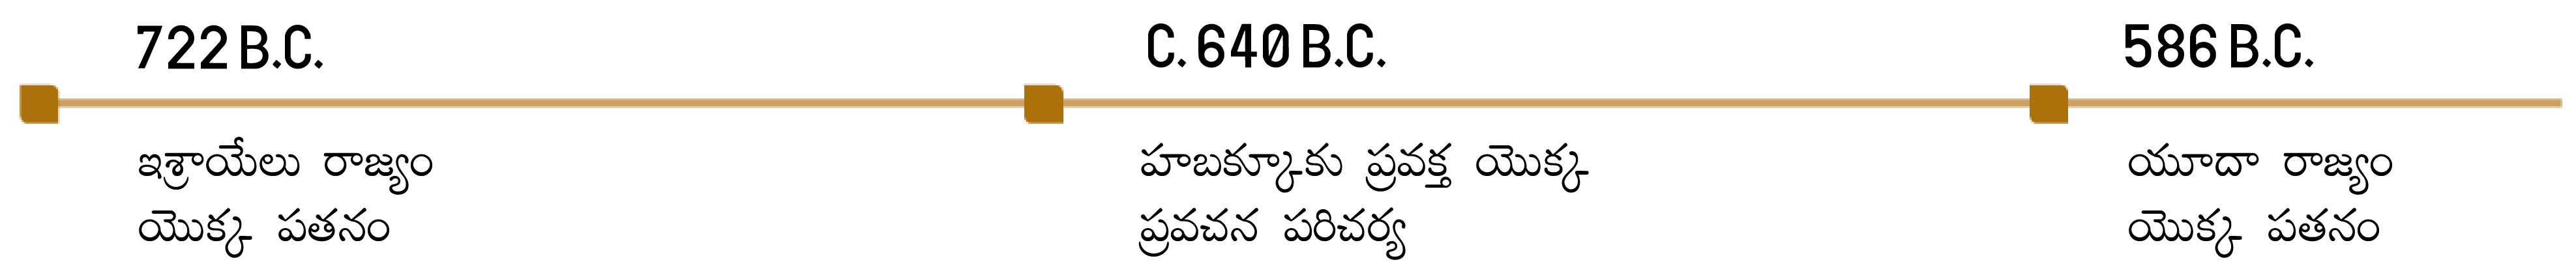 722 B.C.
ఇశ్రాయేలు రాజ్యం
యొక్క పతనం
C. 640 B.C.
హబక్కూకు ప్రవక్త యొక్క
ప్రవచన పరిచర్య
586 B.C.
యూదా రాజ్యం
యొక్క పతనం